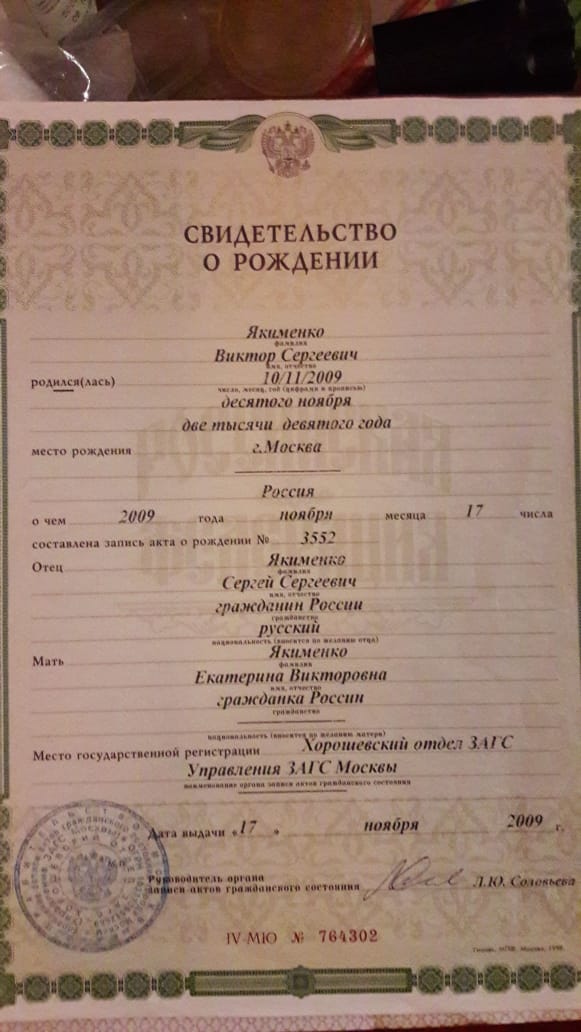 СВИДЕТЕЛЬСТВО
О РОЖДЕНИИ
Якименко
фамилия
Виктор Сергеевич
имя, отчество
родился(лась) 10/11/2009
число, месяц, год (цифрами и прописью)
десятого ноября
две тысячи девятого года
место рождения г.Москва
Россия
о чем 2009 года ноября месяца 17 числа
составлена запись акта о рождении № 3552
Отец Якименко
фамилия
Сергей Сергеевич
имя, отчество
гражданин России
гражданство
русский
национальность (вносится по желанию отца)
Мать Якименко
фамилия
Екатерина Викторовна
имя, отчество
гражданка России
гражданство
национальность (вносится по желанию матери)
Место государственной регистрации Хорошевский отдел ЗАГС
Управления ЗАГС Москвы
наименование органа записи актов гражданского состояния
Дата выдачи «17 » ноября 2009 г.
Руководитель органа
записи актов гражданского состояния Л.Ю. Соловьева
IV-МЮ № 764302